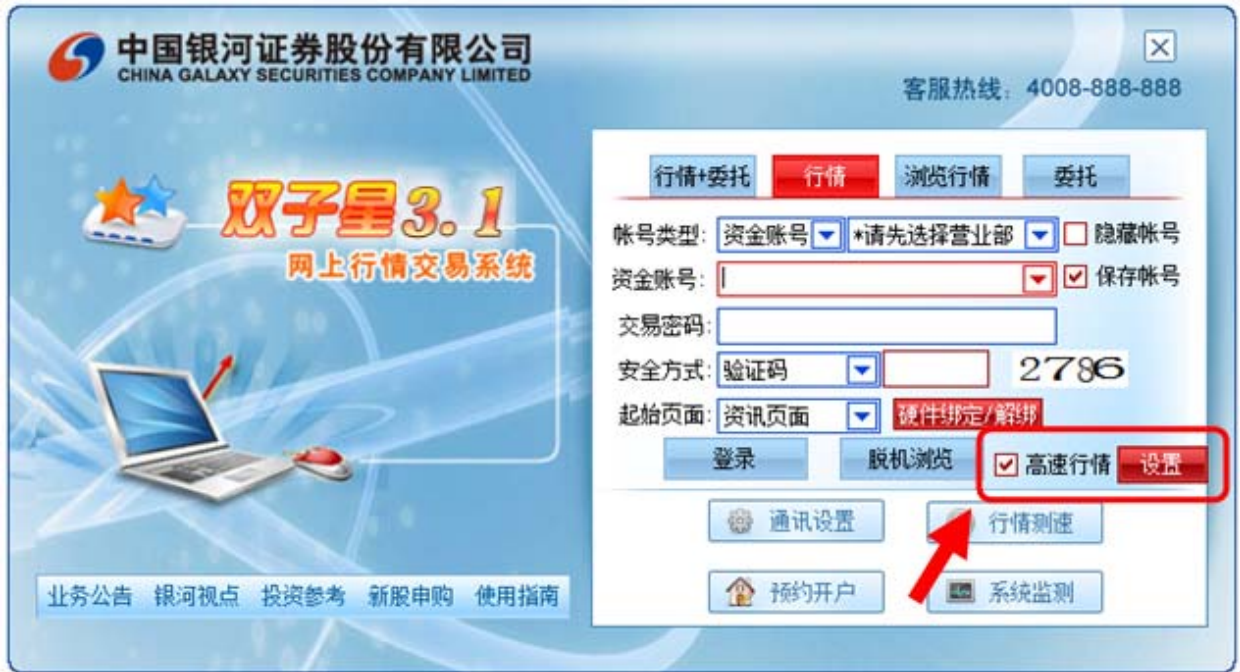 中国银河证券股份有限公司
CHINA GALAXY SECURITIES COMPANY LIMITED
客服热线: 4008-888-888
双子星3.1
网上行情交易系统
行情+委托 行情 浏览行情 委托
帐号类型: 资金账号 *请先选择营业部 隐藏帐号
资金账号: 保存帐号
交易密码:
安全方式: 验证码 2786
起始页面: 资讯页面 硬件绑定/解绑
登录 脱机浏览 高速行情 设置
通讯设置 行情测速
预约开户 系统监测
业务公告 银河视点 投资参考 新股申购 使用指南